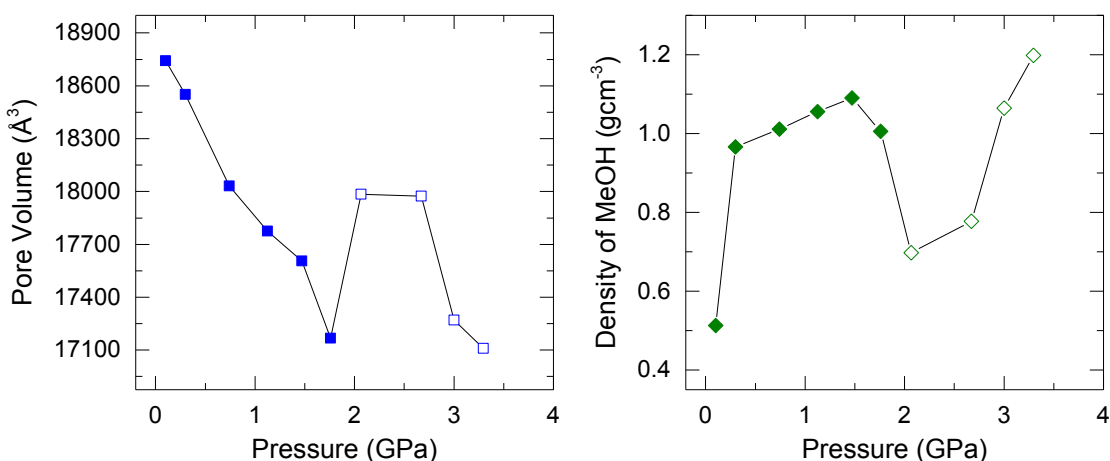 18900
18600
18300
18000
17700
17400
17100
Pore Volume (Å³)
0 1 2 3 4
Pressure (GPa)
1.2
1.0
0.8
0.6
0.4
Density of MeOH (gcm⁻³)
0 1 2 3 4
Pressure (GPa)